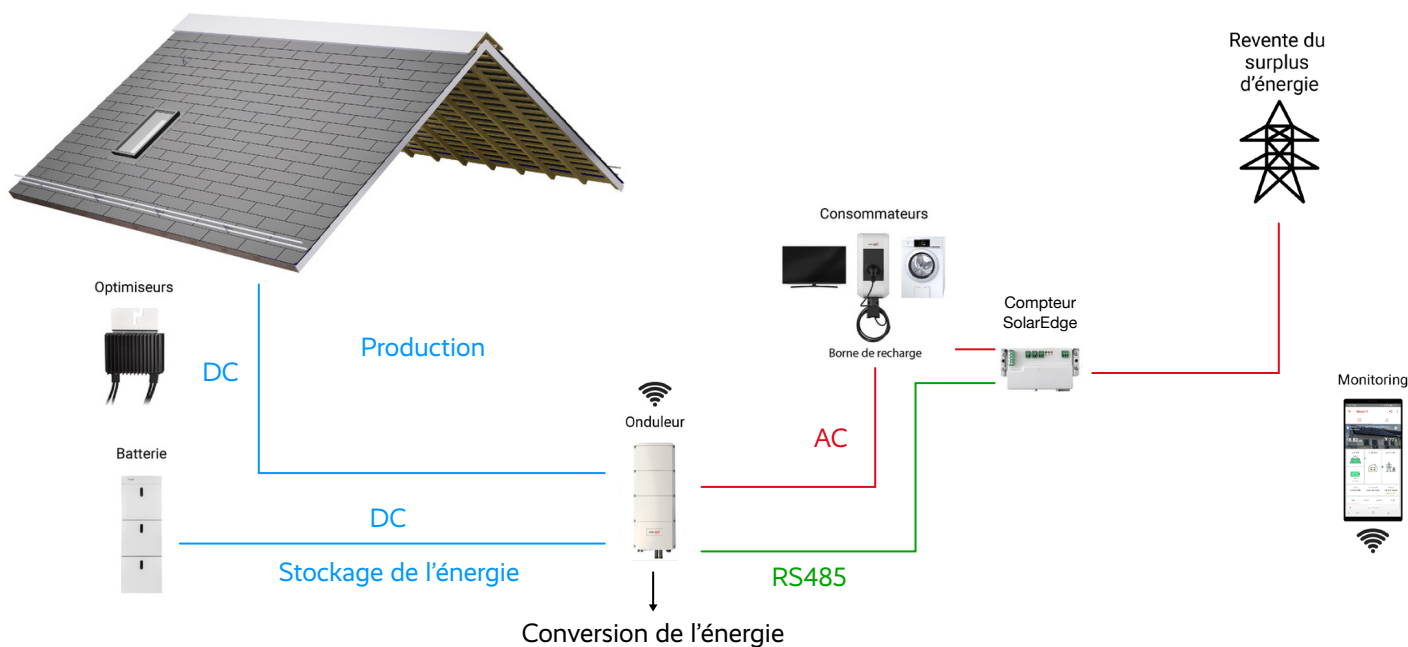 Revente du
surplus
d'énergie
Consommateurs
Optimiseurs
Compteur
SolarEdge
Production
DC
Borne de recharge
Monitoring
Onduleur
AC
Batterie
DC
Stockage de l'énergie
RS485
Conversion de l'énergie